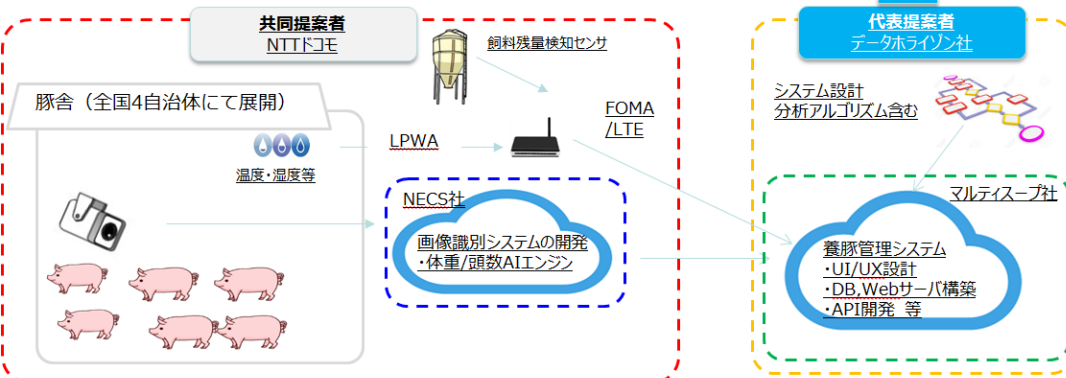 共同提案者
NTTドコモ
代表提案者
データホライゾン社
飼料残量検知センサ
豚舎（全国4自治体にて展開）
FOMA
/LTE
LPWA
温度・湿度等
システム設計
分析アルゴリズム含む
NECS社
画像識別システムの開発
・体重/頭数AIエンジン
マルティスープ社
養豚管理システム
・UI/UX設計
・DB,Webサーバ構築
・API開発 等